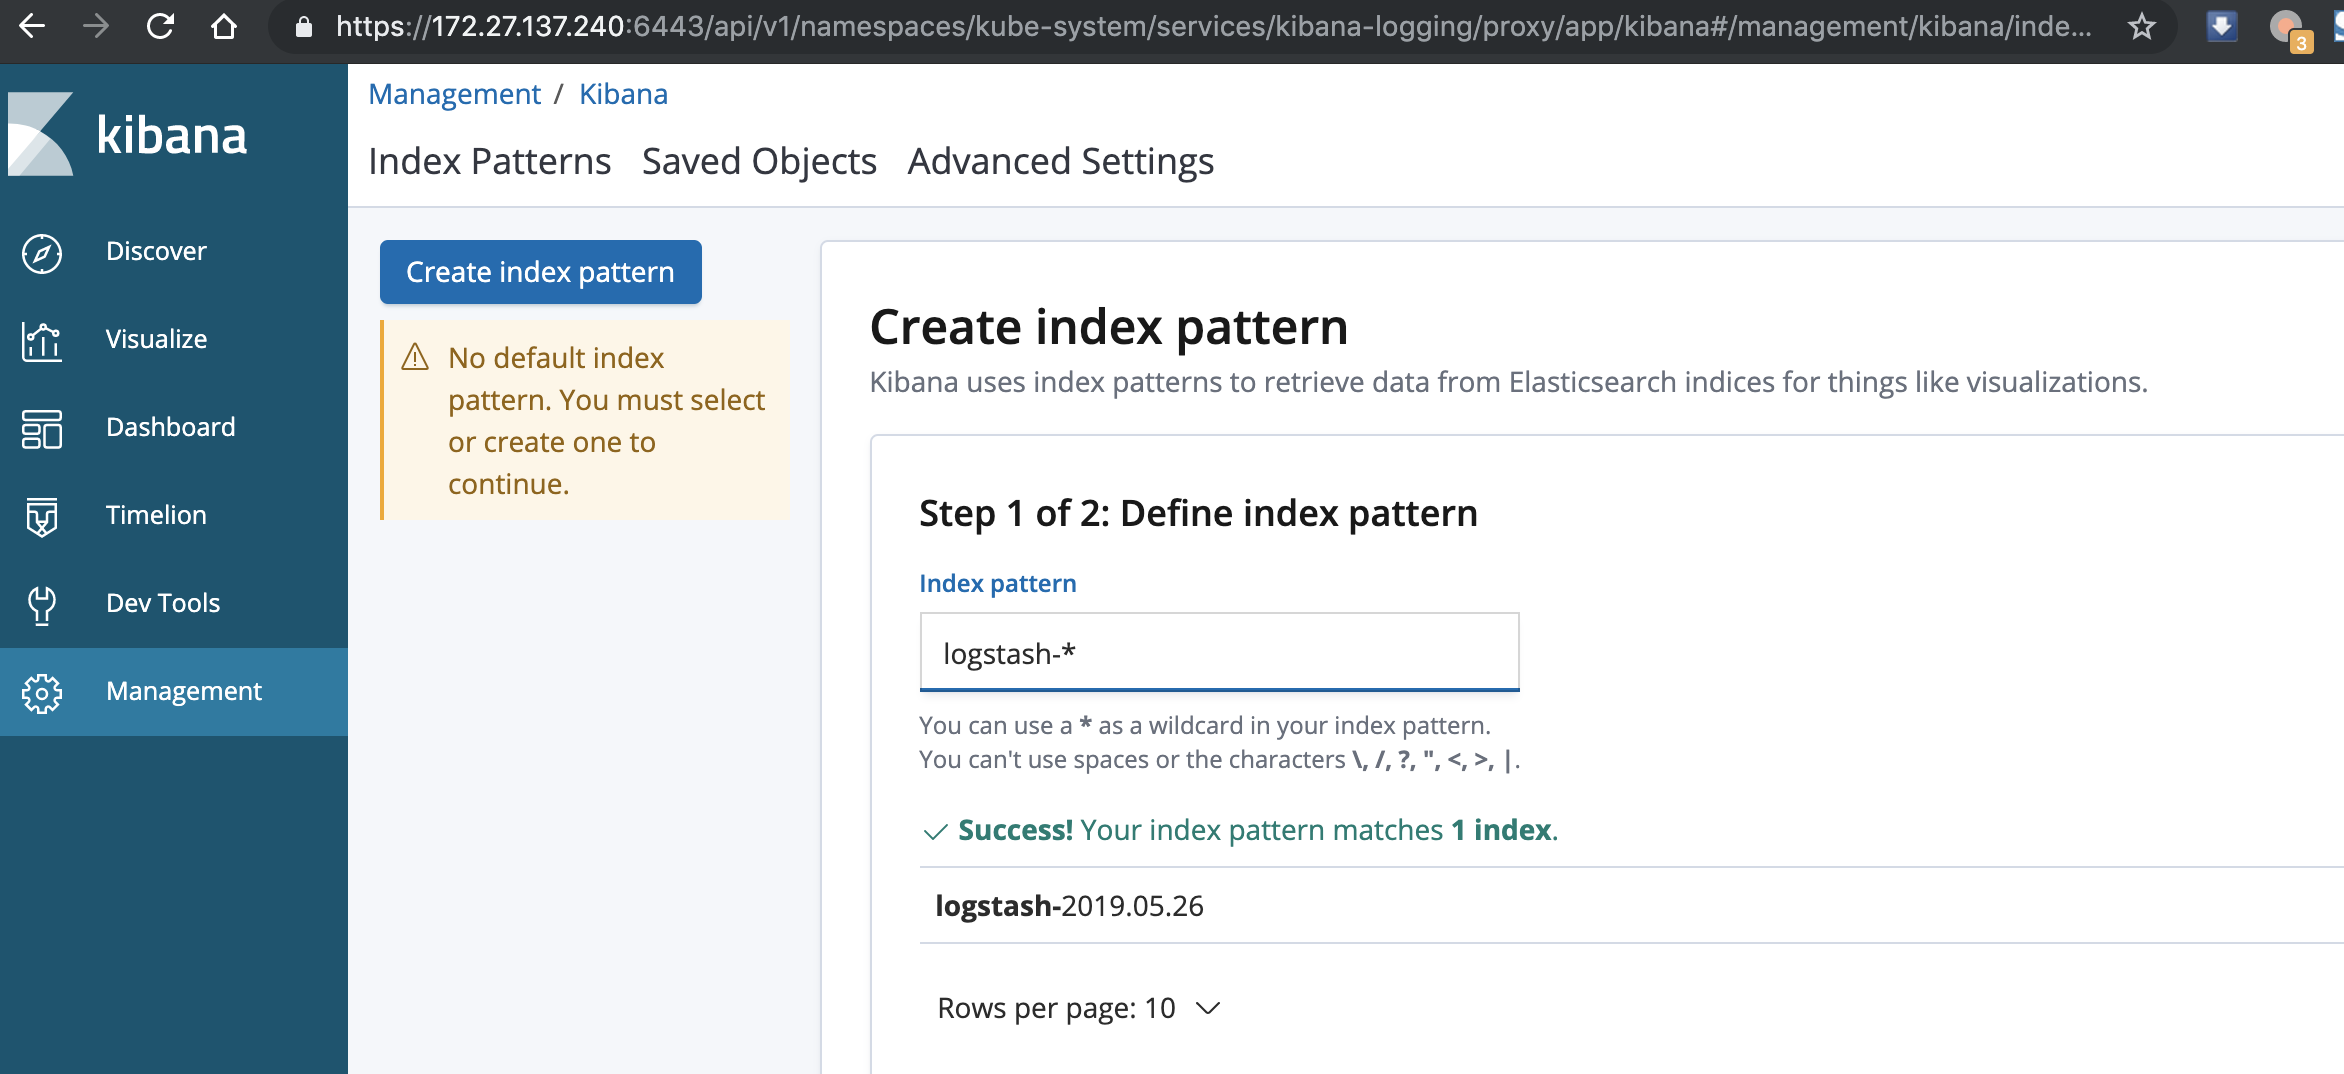 https://172.27.137.240:6443/api/v1/namespaces/kube-system/services/kibana-logging/proxy/app/kibana#/management/kibana/inde...
3
kibana
Discover
Visualize
Dashboard
Timelion
Dev Tools
Management
Management / Kibana
Index Patterns Saved Objects Advanced Settings
Create index pattern
No default index
pattern. You must select
or create one to
continue.
Create index pattern
Kibana uses index patterns to retrieve data from Elasticsearch indices for things like visualizations.
Step 1 of 2: Define index pattern
Index pattern
logstash-*
You can use a * as a wildcard in your index pattern.
You can't use spaces or the characters \, /, ?, ", <, >, |.
Success! Your index pattern matches 1 index.
logstash-2019.05.26
Rows per page: 10